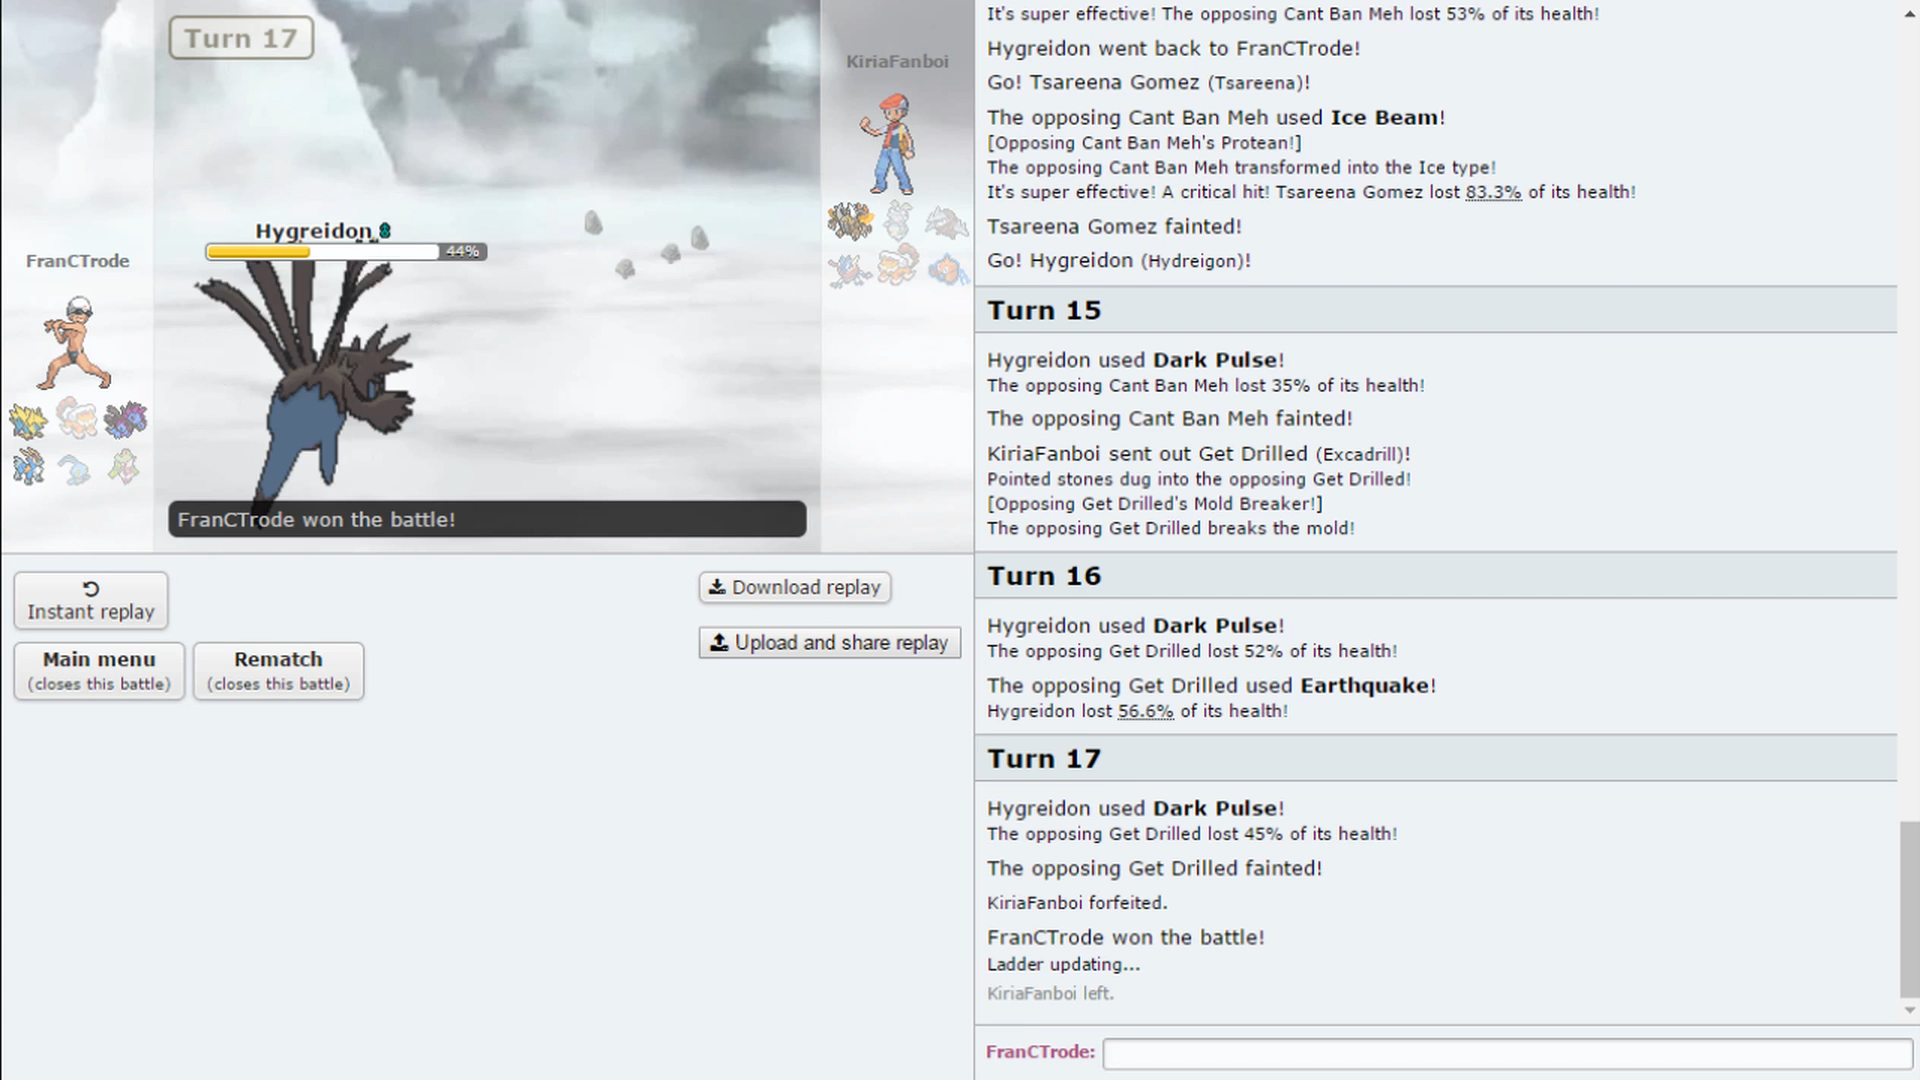 Turn 17
KiriaFanboi
Hygreidon
44%
FranCTrode
FranCTrode won the battle!
Instant replay
Download replay
Upload and share replay
Main menu
(closes this battle)
Rematch
(closes this battle)
It's super effective! The opposing Cant Ban Meh lost 53% of its health!
Hygreidon went back to FranCTrode!
Go! Tsareena Gomez (Tsareena)!
The opposing Cant Ban Meh used Ice Beam!
[Opposing Cant Ban Meh's Protean!]
The opposing Cant Ban Meh transformed into the Ice type!
It's super effective! A critical hit! Tsareena Gomez lost 83.3% of its health!
Tsareena Gomez fainted!
Go! Hygreidon (Hydreigon)!
Turn 15
Hygreidon used Dark Pulse!
The opposing Cant Ban Meh lost 35% of its health!
The opposing Cant Ban Meh fainted!
KiriaFanboi sent out Get Drilled (Excadrill)!
Pointed stones dug into the opposing Get Drilled!
[Opposing Get Drilled's Mold Breaker!]
The opposing Get Drilled breaks the mold!
Turn 16
Hygreidon used Dark Pulse!
The opposing Get Drilled lost 52% of its health!
The opposing Get Drilled used Earthquake!
Hygreidon lost 56.6% of its health!
Turn 17
Hygreidon used Dark Pulse!
The opposing Get Drilled lost 45% of its health!
The opposing Get Drilled fainted!
KiriaFanboi forfeited.
FranCTrode won the battle!
Ladder updating...
KiriaFanboi left.
FranCTrode: